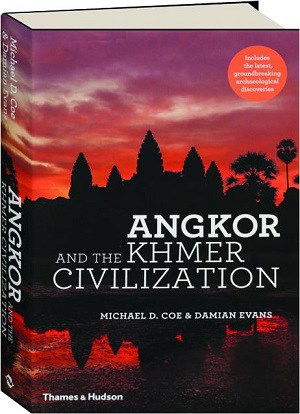 Michael D. Coe
& Damian Evans
ANGKOR
AND THE
KHMER CIVILIZATION
Includes
the latest,
groundbreaking
archaeological
discoveries
ANGKOR
AND THE KHMER
CIVILIZATION
MICHAEL D. COE & DAMIAN EVANS
Thames & Hudson